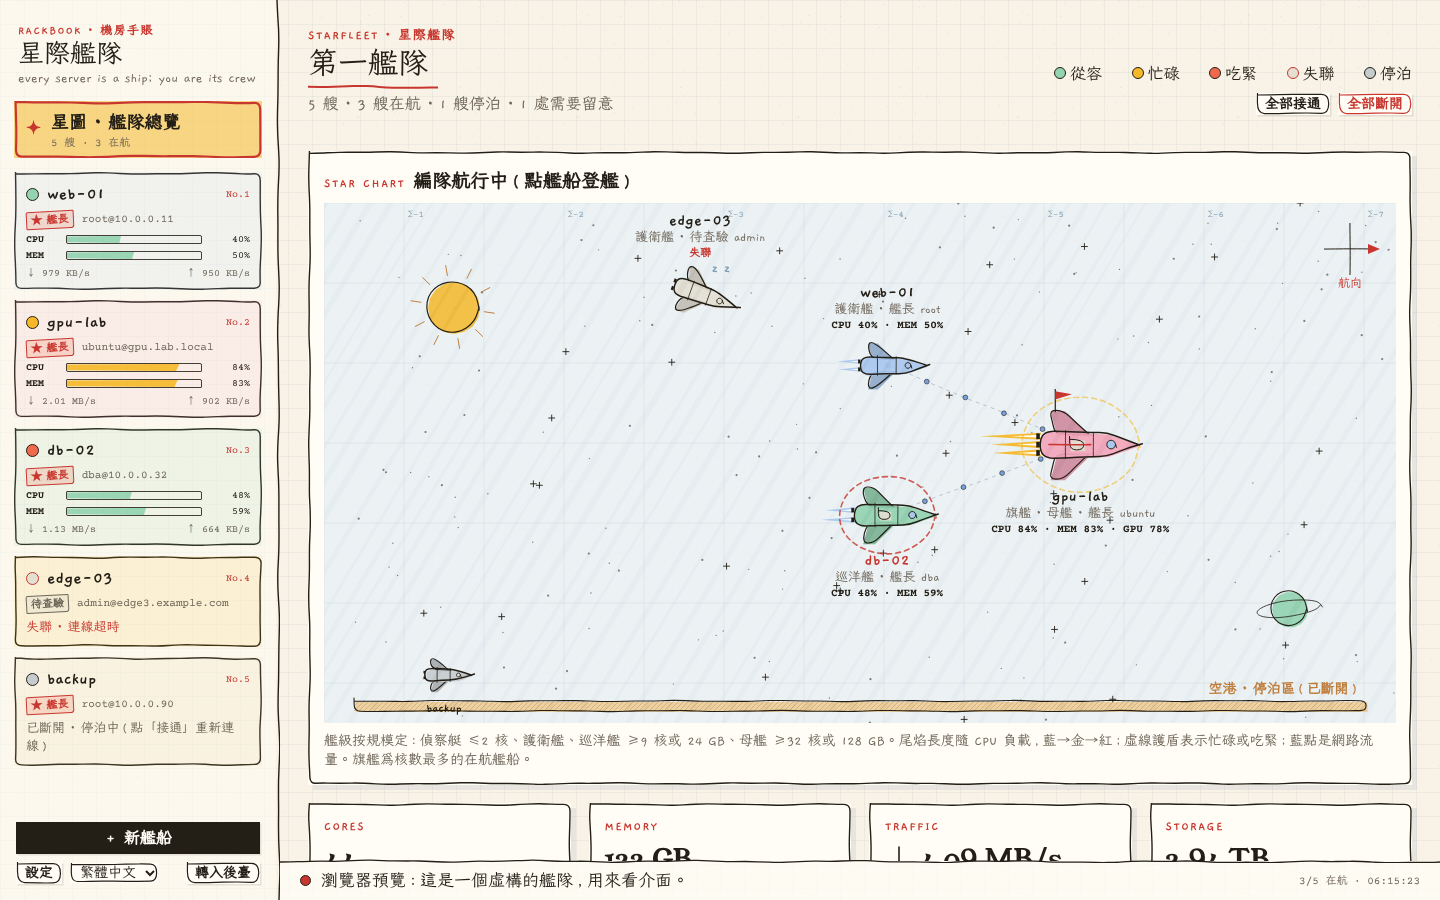 RACKBOOK · 機房手賬
星際艦隊
every server is a ship; you are its crew
✦ 星圖 · 艦隊總覽
5 艘 · 3 在航
web-01 No.1
★ 艦長 root@10.0.0.11
CPU 40%
MEM 50%
↓ 979 KB/s ↑ 950 KB/s
gpu-lab No.2
★ 艦長 ubuntu@gpu.lab.local
CPU 84%
MEM 83%
↓ 2.01 MB/s ↑ 902 KB/s
db-02 No.3
★ 艦長 dba@10.0.0.32
CPU 48%
MEM 59%
↓ 1.13 MB/s ↑ 664 KB/s
edge-03 No.4
待查驗 admin@edge3.example.com
失聯 · 連線超時
backup No.5
★ 艦長 root@10.0.0.90
已斷開 · 停泊中（點「接通」重新連
線）
+ 新艦船
設定 繁體中文 轉入後臺
STARFLEET · 星際艦隊
第一艦隊
5 艘 · 3 艘在航 · 1 艘停泊 · 1 處需要留意
從容 忙碌 吃緊 失聯 停泊
全部接通 全部斷開
STAR CHART 編隊航行中（點艦船登艦）
Σ-1 Σ-2 Σ-3 Σ-4 Σ-5 Σ-6 Σ-7
edge-03
護衛艦 · 待查驗 admin
失聯
z z
航向
web-01
護衛艦 · 艦長 root
CPU 40% · MEM 50%
gpu-lab
旗艦 · 母艦 · 艦長 ubuntu
CPU 84% · MEM 83% · GPU 78%
db-02
巡洋艦 · 艦長 dba
CPU 48% · MEM 59%
空港 · 停泊區（已斷開）
backup
艦級按規模定：偵察艇 ≤2 核、護衛艦、巡洋艦 ≥9 核或 24 GB、母艦 ≥32 核或 128 GB。尾焰長度隨 CPU 負載，藍→金→紅；虛線護盾表示忙碌或吃緊；藍點是網路流
量。旗艦爲核數最多的在航艦船。
CORES MEMORY TRAFFIC STORAGE
瀏覽器預覽：這是一個虛構的艦隊，用來看介面。
3/5 在航 · 06:15:23